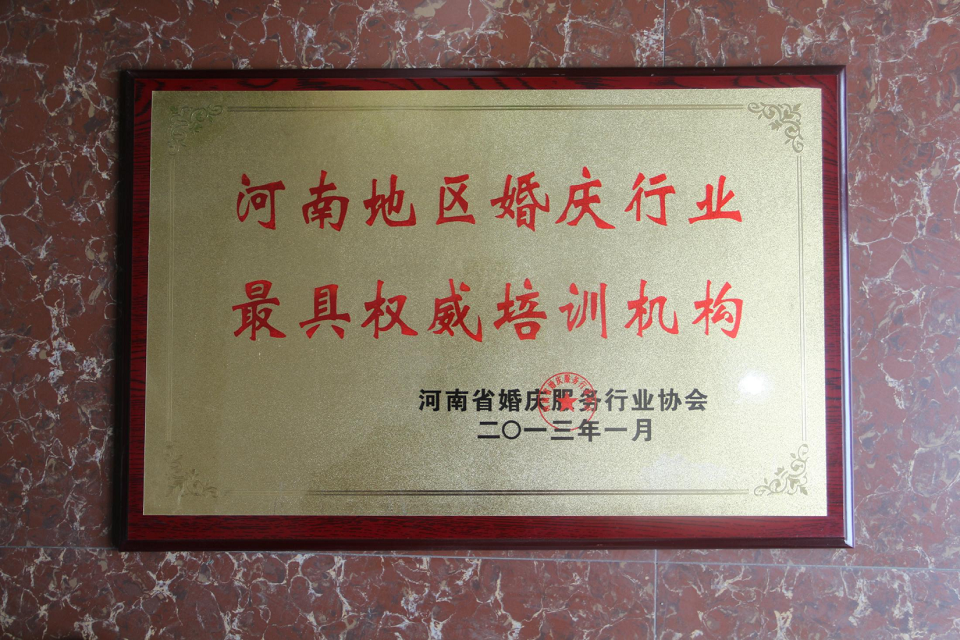 河南地区婚庆行业
最具权威培训机构
河南省婚庆服务行业协会
二〇一三年一月